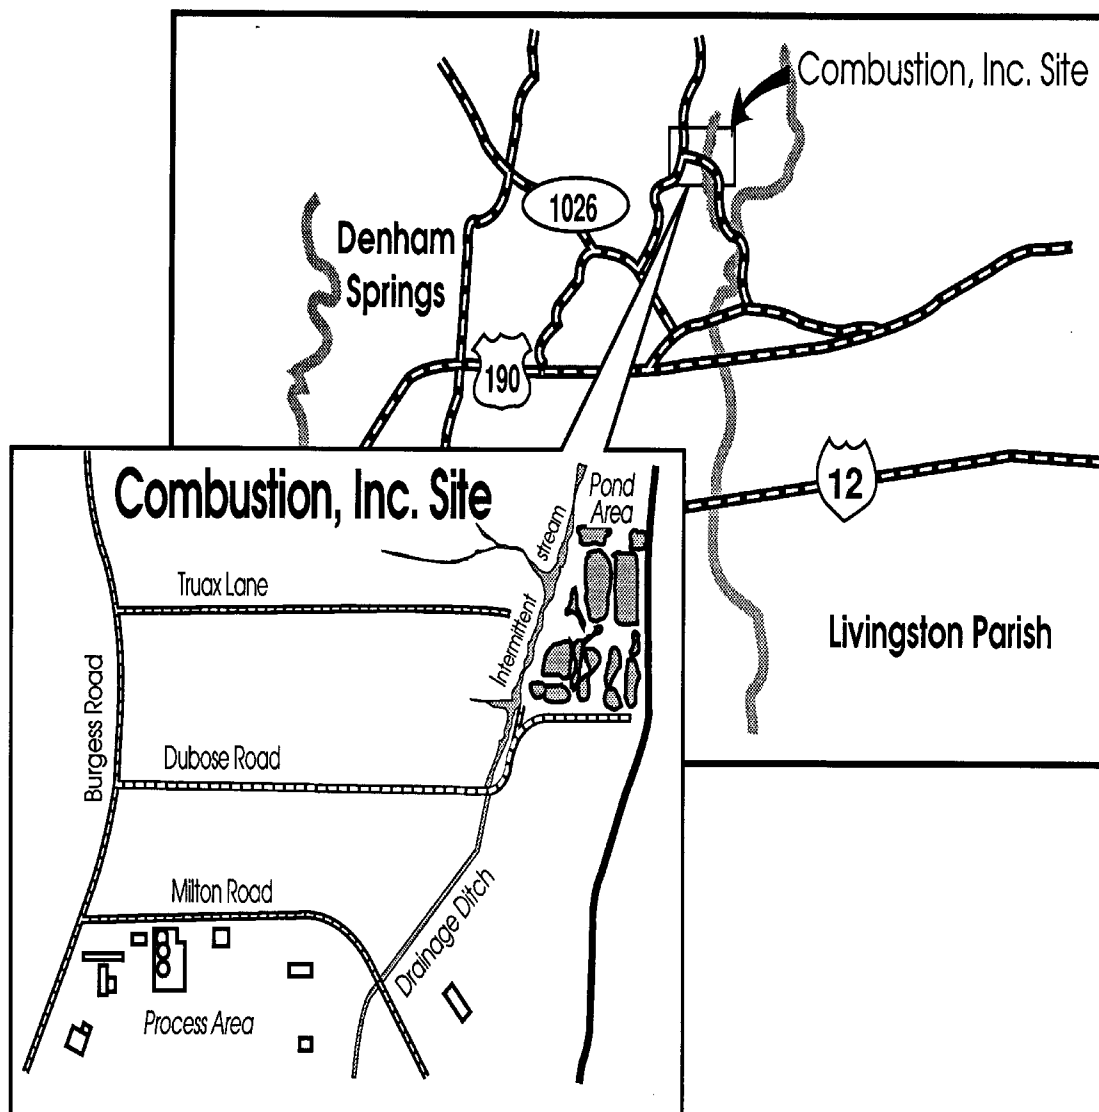 Combustion, Inc. Site
1026
Denham
Springs
190
12
Livingston Parish
Combustion, Inc. Site
Pond
Area
stream
Intermittent
Truax Lane
Burgess Road
Dubose Road
Milton Road
Drainage Ditch
Process Area